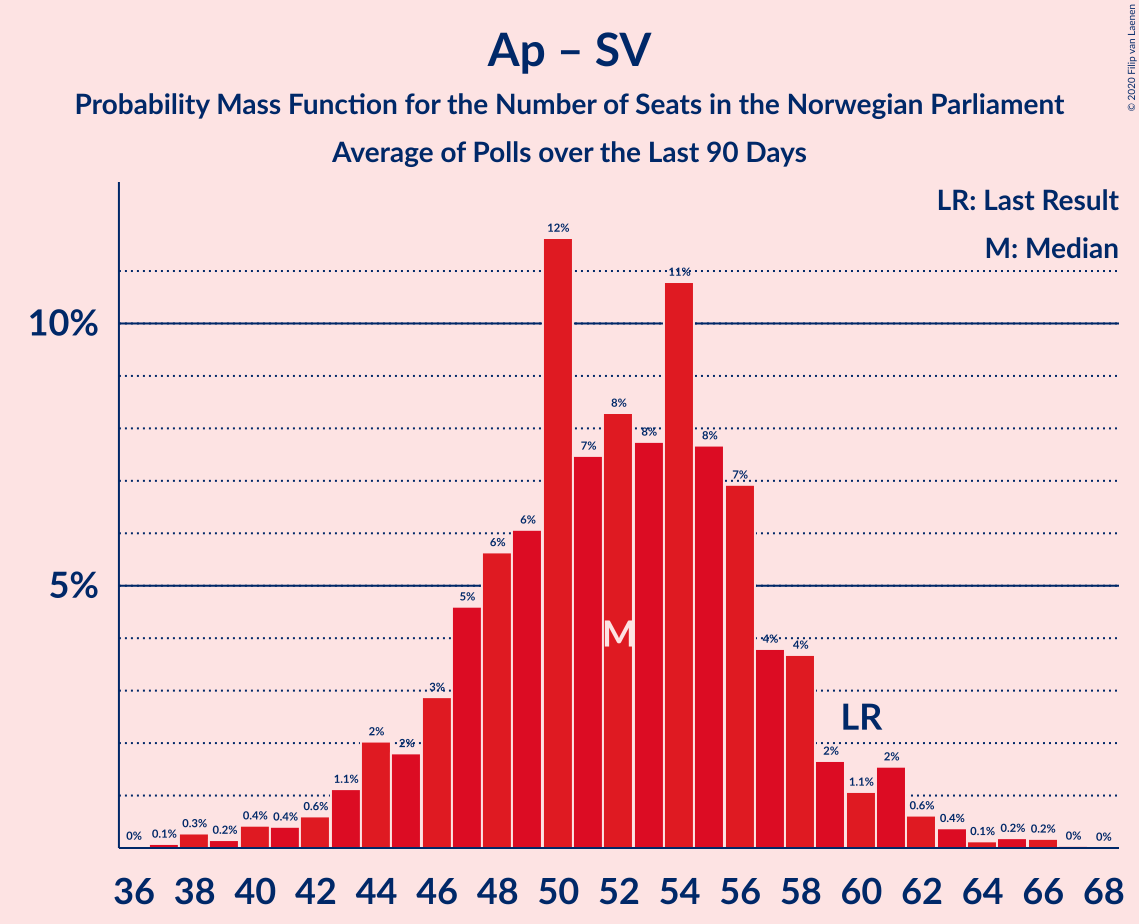 Ap – SV
Probability Mass Function for the Number of Seats in the Norwegian Parliament
Average of Polls over the Last 90 Days
© 2020 Filip van Laenen
LR: Last Result
M: Median
10%
5%
0% 0.1% 0.3% 0.2% 0.4% 0.4% 0.6% 1.1% 2% 2% 3% 5% 6% 6% 12% 7% 8% 8% 11% 8% 7% 4% 4% 2% 1.1% 2% 0.6% 0.4% 0.1% 0.2% 0.2% 0% 0%
M
LR
36 38 40 42 44 46 48 50 52 54 56 58 60 62 64 66 68